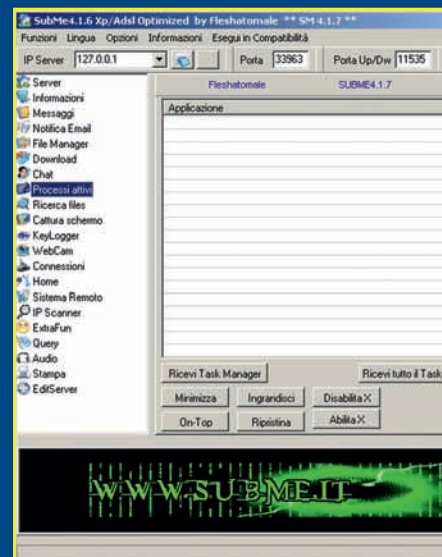 SubMe4.1.6 Xp/Adsl Optimized by Fleshatomale ** SM 4.1.7 **
Funzioni Lingua Opzioni Informazioni Esegui in Compatibilità
IP Server 127.0.0.1 Porta 33963 Porta Up/Dw 11535
Server
Informazioni
Messaggi
Notifica Email
File Manager
Download
Chat
Processi attivi
Ricerca files
Cattura schermo
KeyLogger
WebCam
Connessioni
Home
Sistema Remoto
IP Scanner
ExtraFun
Query
Audio
Stampa
EditServer
Fleshatomale SUBME4.1.7
Applicazione
Ricevi Task Manager Ricevi tutto il Task
Minimizza Ingrandisci Disabilita X
On-Top Ripristina Abilita X
WWW.SUB-ME.IT